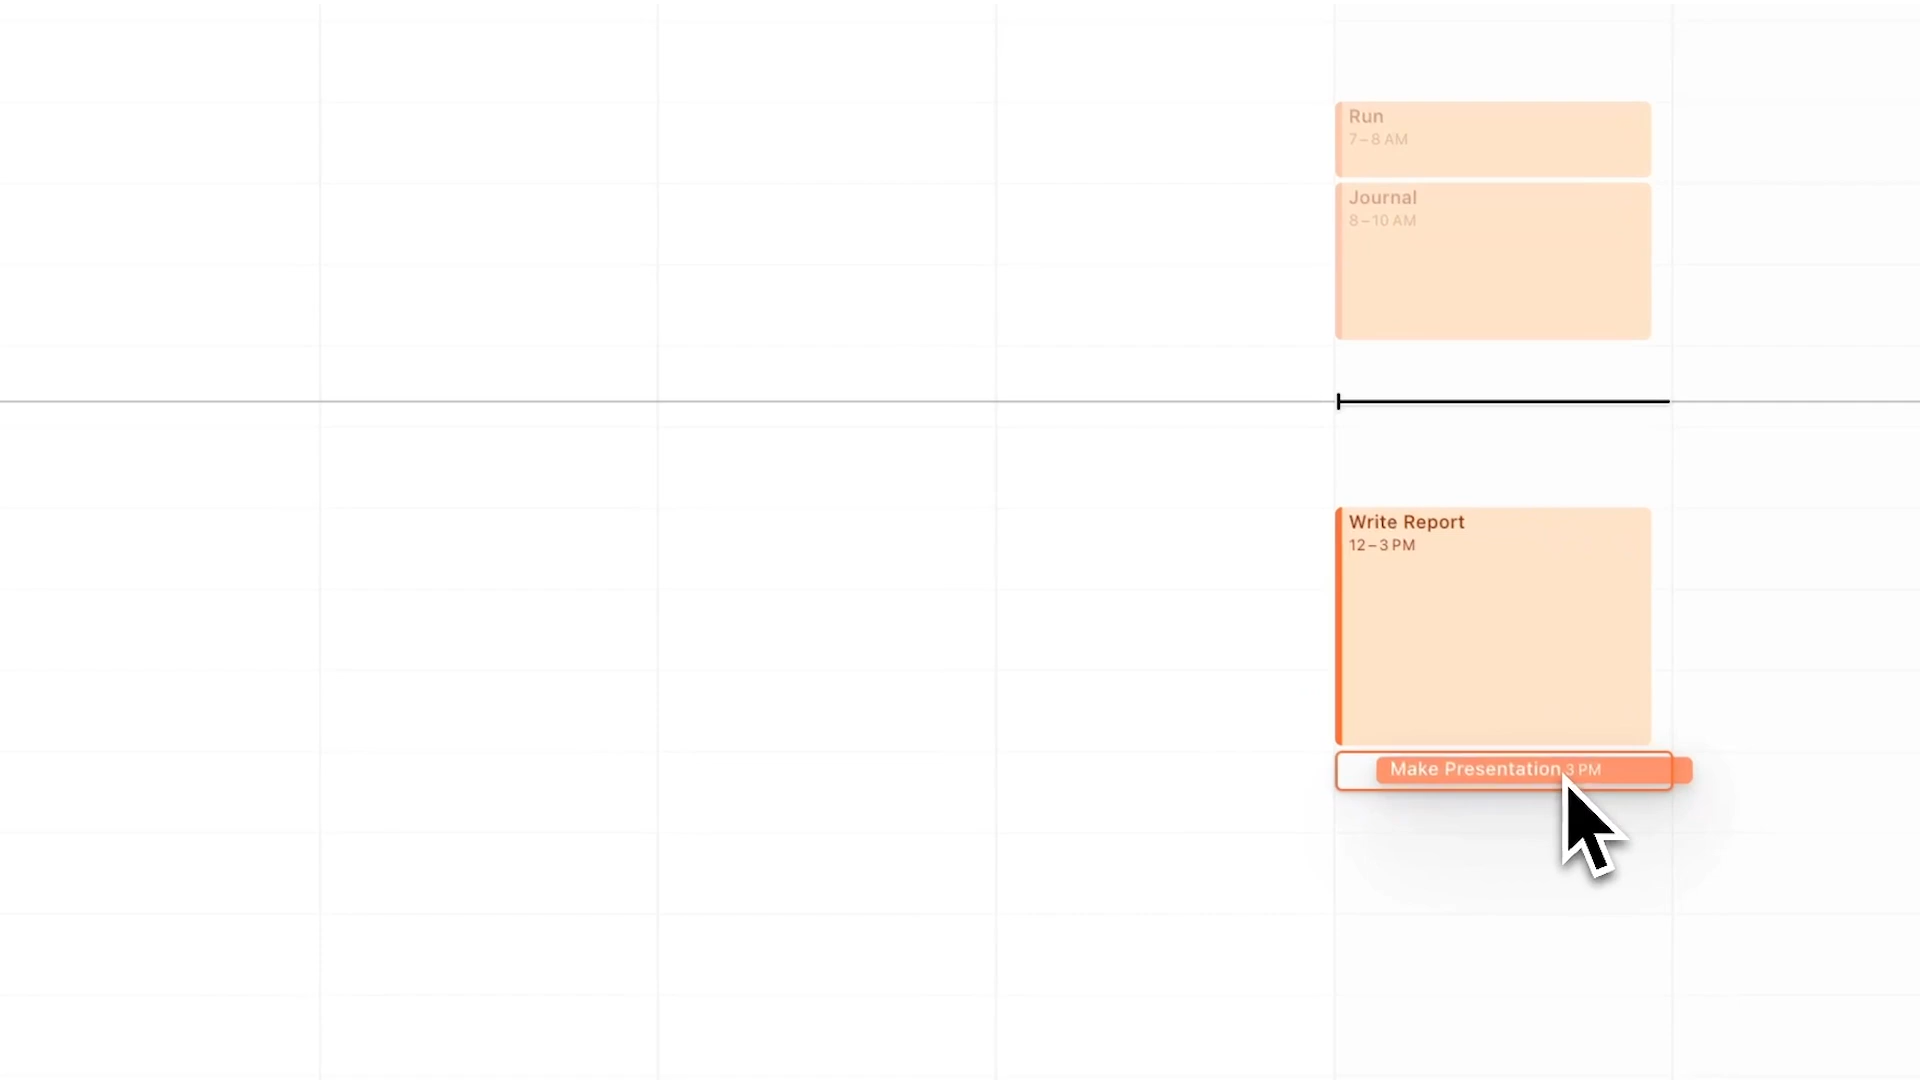 Run
7–8 AM
Journal
8–10 AM
Write Report
12–3 PM
Make Presentation 3 PM